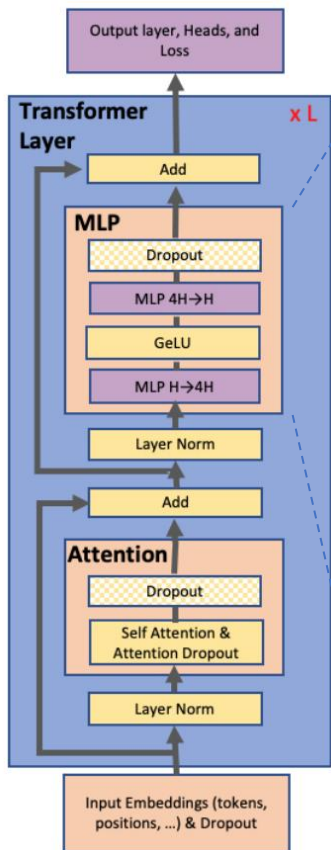 Output layer, Heads, and
Loss
Transformer
Layer
x L
Add
MLP
Dropout
MLP 4H→H
GeLU
MLP H→4H
Layer Norm
Add
Attention
Dropout
Self Attention &
Attention Dropout
Layer Norm
Input Embeddings (tokens,
positions, ...) & Dropout